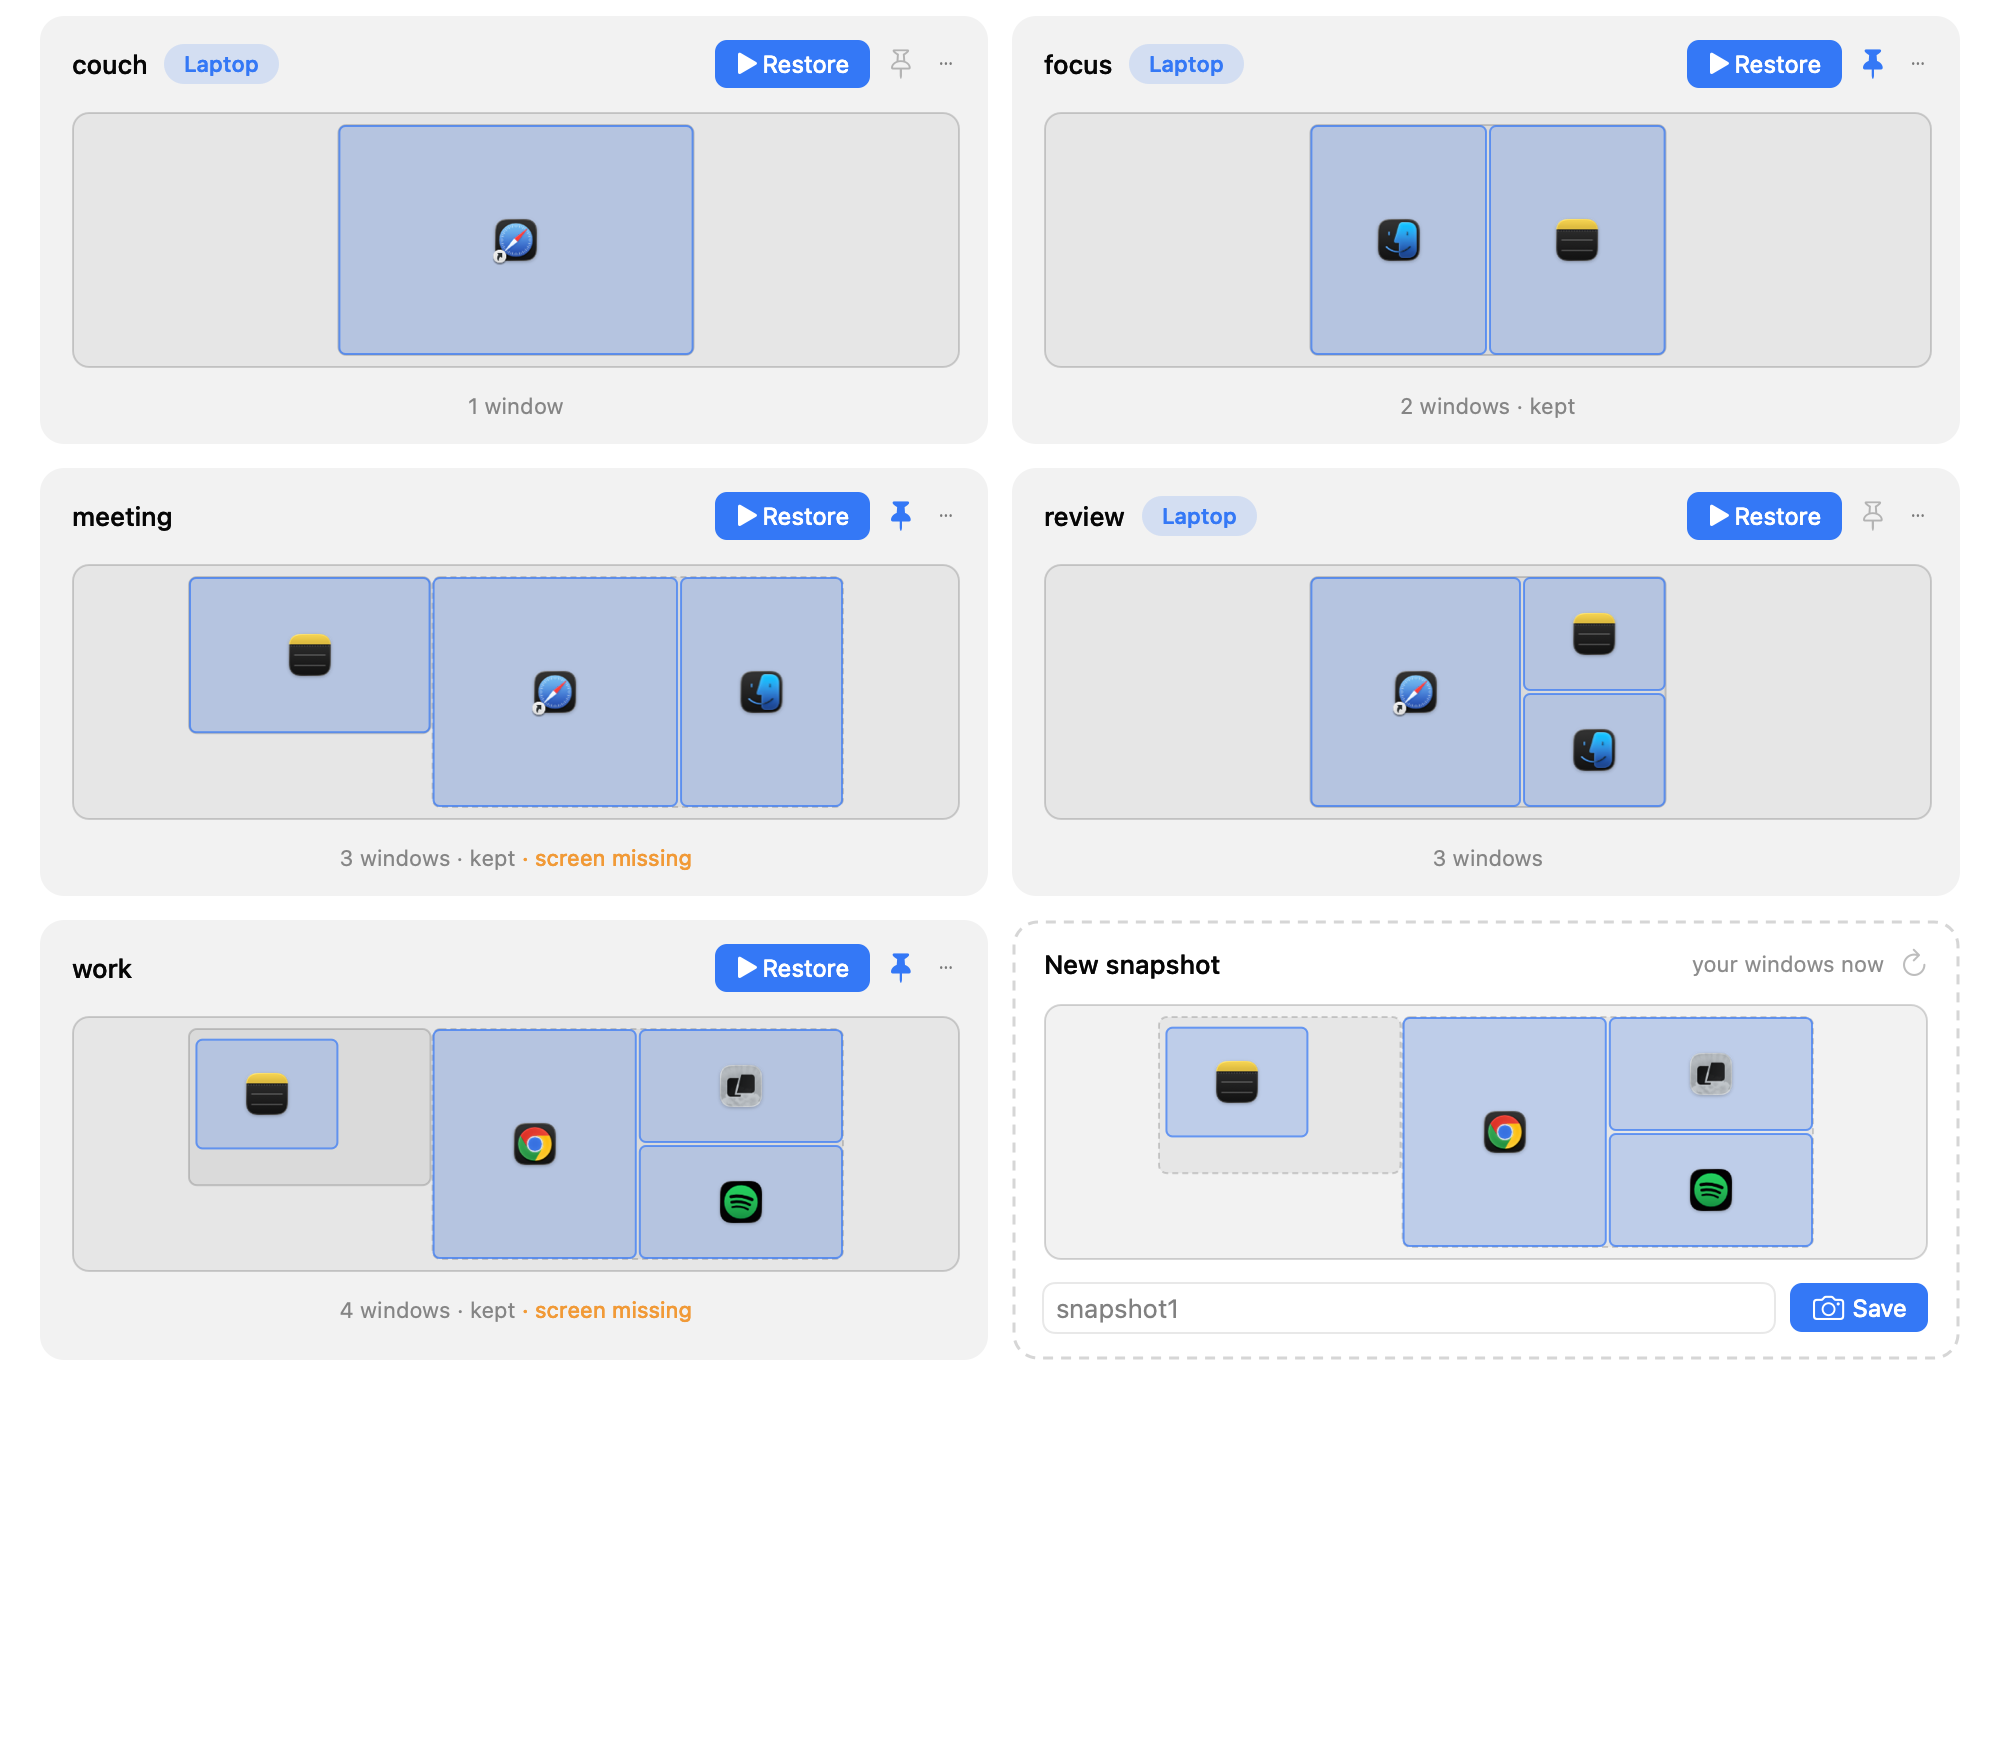 couch
Laptop
Restore
···
1 window
focus
Laptop
Restore
···
2 windows · kept
meeting
Restore
···
3 windows · kept · screen missing
review
Laptop
Restore
···
3 windows
work
Restore
···
4 windows · kept · screen missing
New snapshot
your windows now
snapshot1
Save